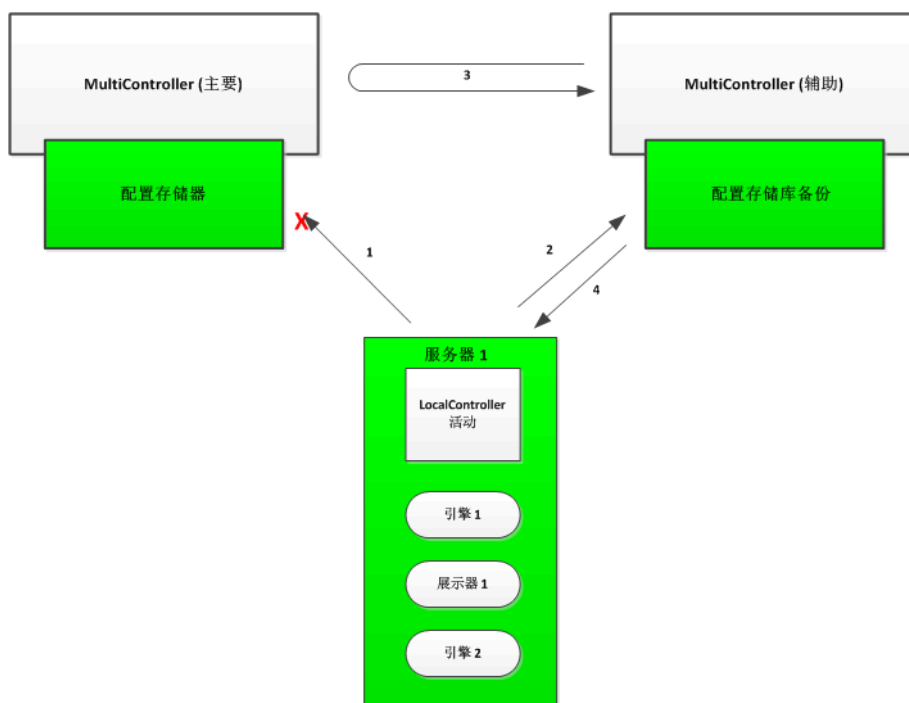 MultiController (主要)
3
MultiController (辅助)
配置存储器
配置存储库备份
X
1
2
4
服务器 1
LocalController
活动
引擎 1
展示器 1
引擎 2